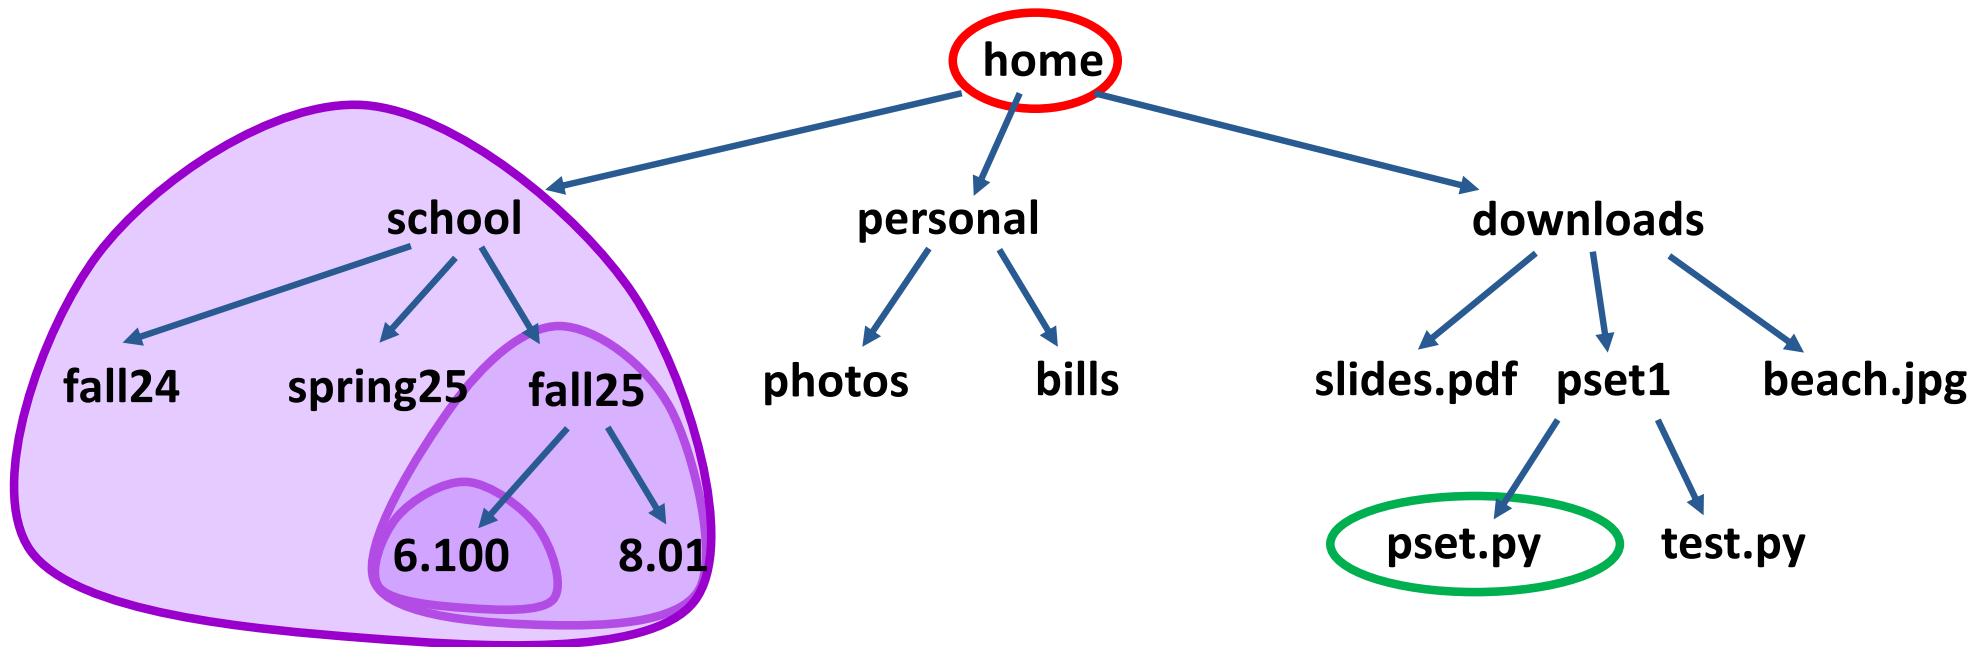 home
school personal downloads
fall24 spring25 fall25 photos bills slides.pdf pset1 beach.jpg
6.100 8.01 pset.py test.py